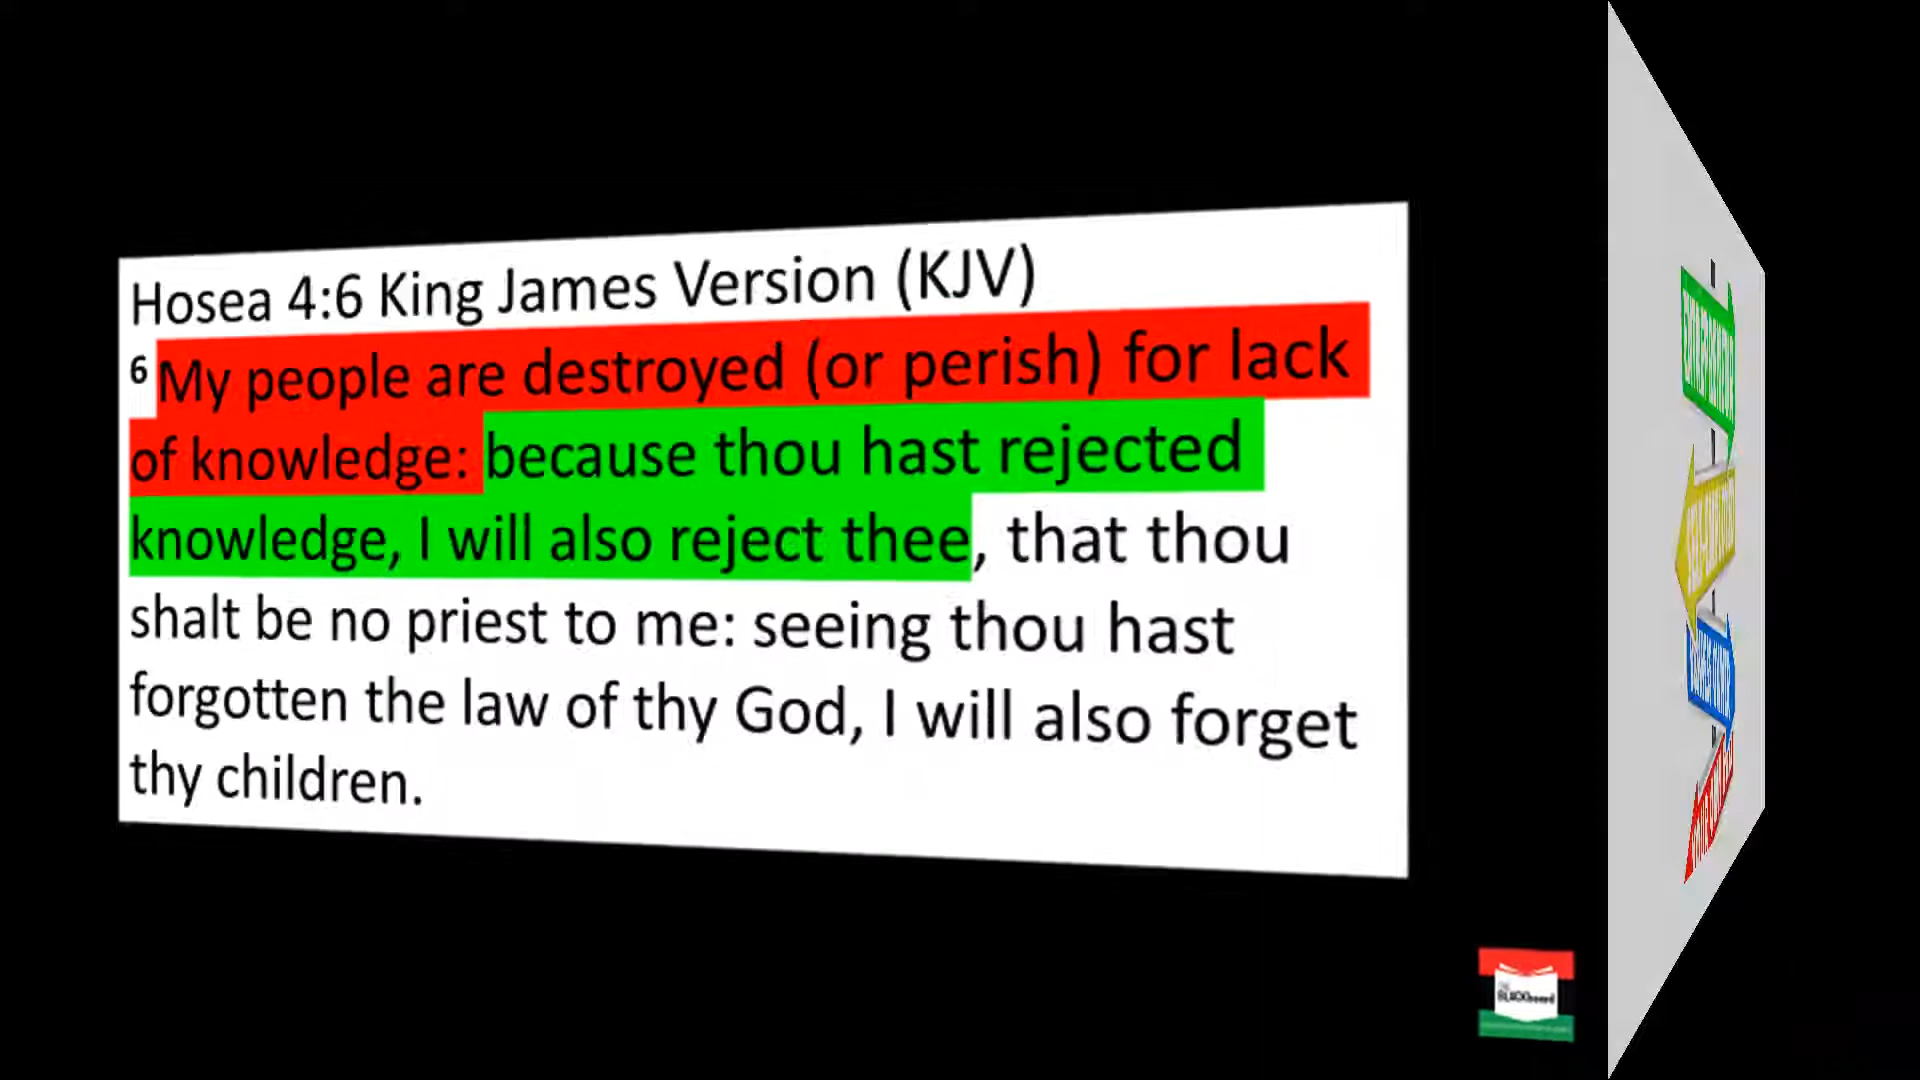 Hosea 4:6 King James Version (KJV)
6 My people are destroyed (or perish) for lack
of knowledge: because thou hast rejected
knowledge, I will also reject thee, that thou
shalt be no priest to me: seeing thou hast
forgotten the law of thy God, I will also forget
thy children.
THE
BLACKboard